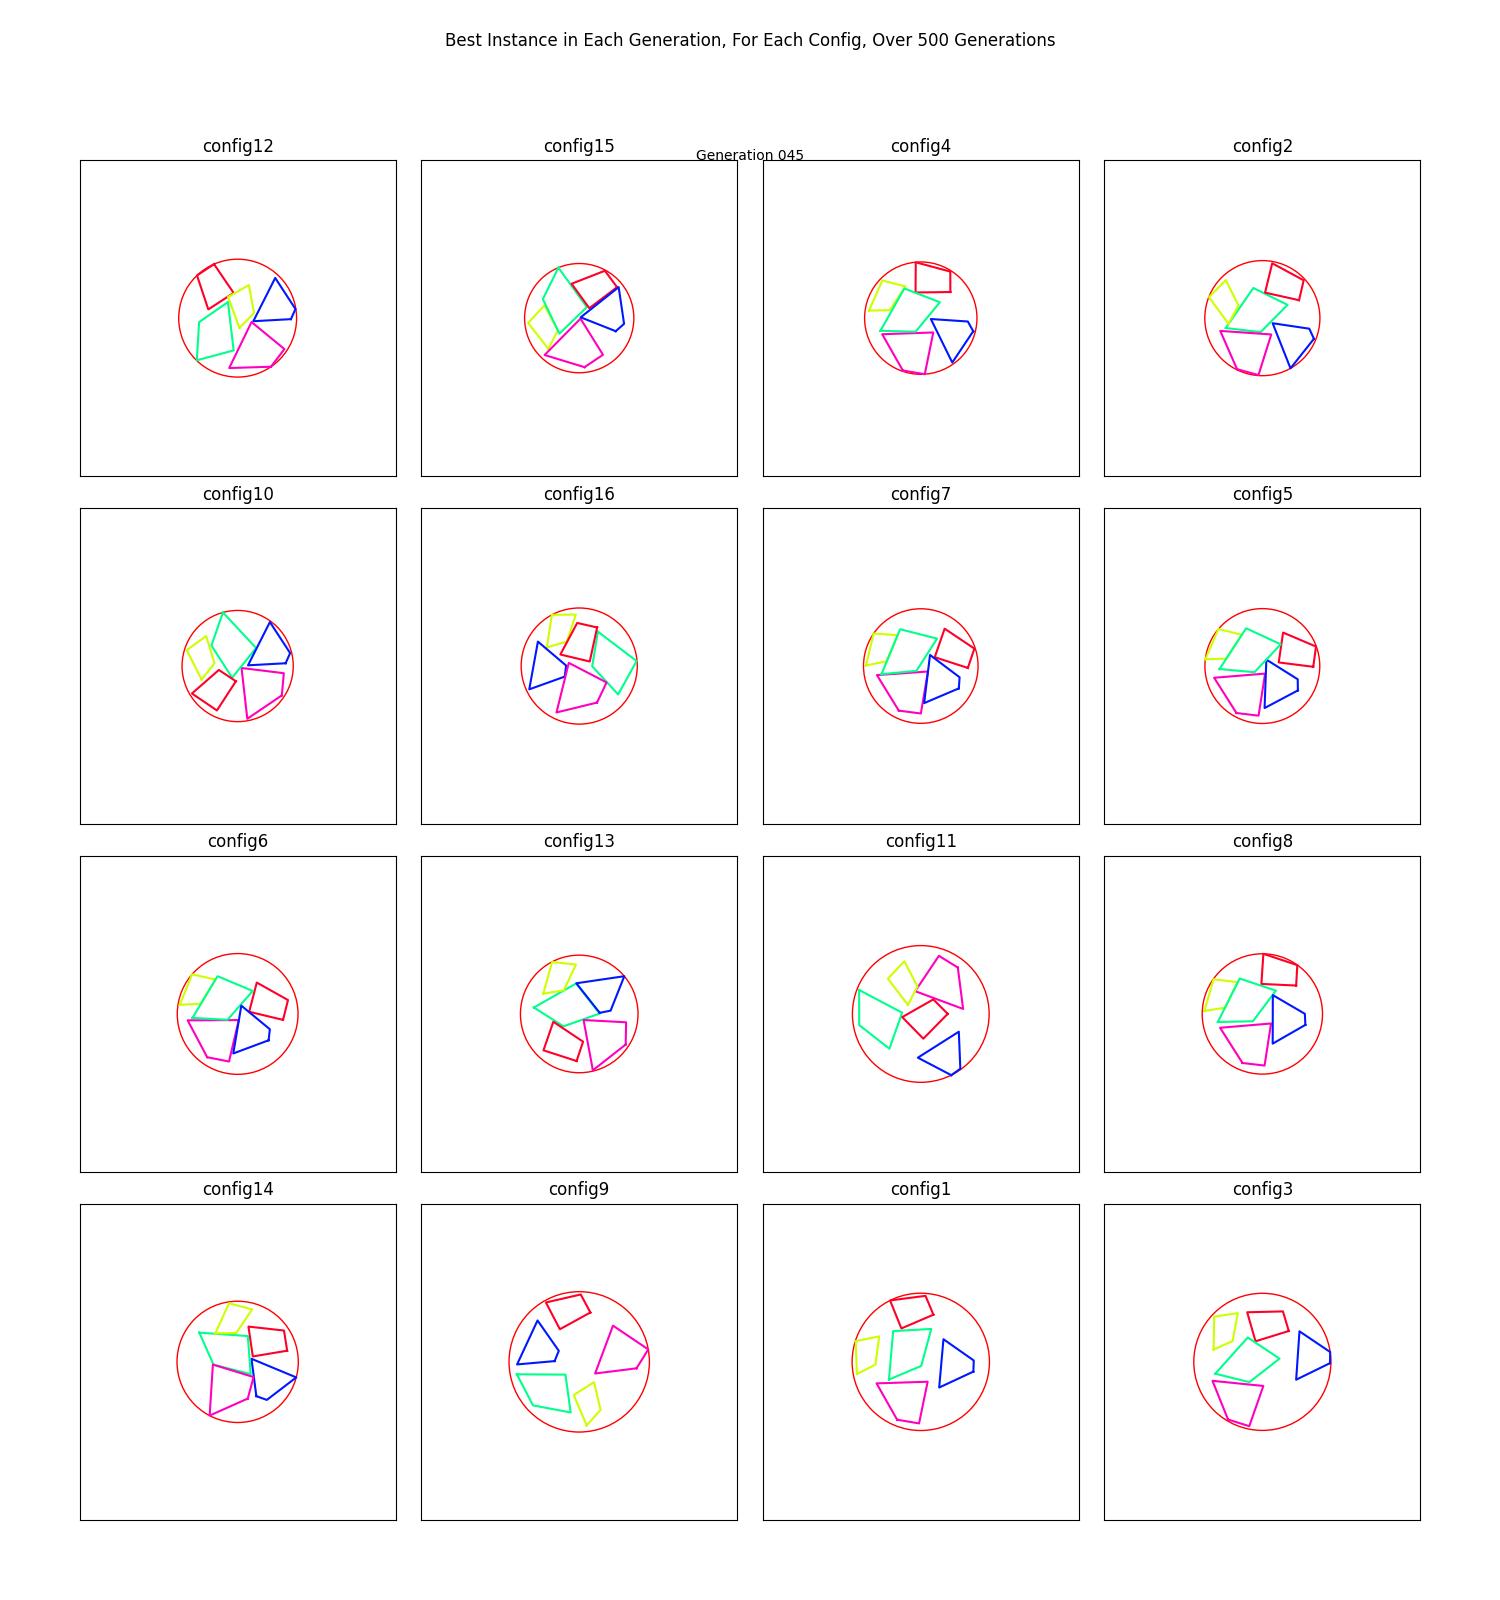 Best Instance in Each Generation, For Each Config, Over 500 Generations
Generation 045
config12
config15
config4
config2
config10
config16
config7
config5
config6
config13
config11
config8
config14
config9
config1
config3